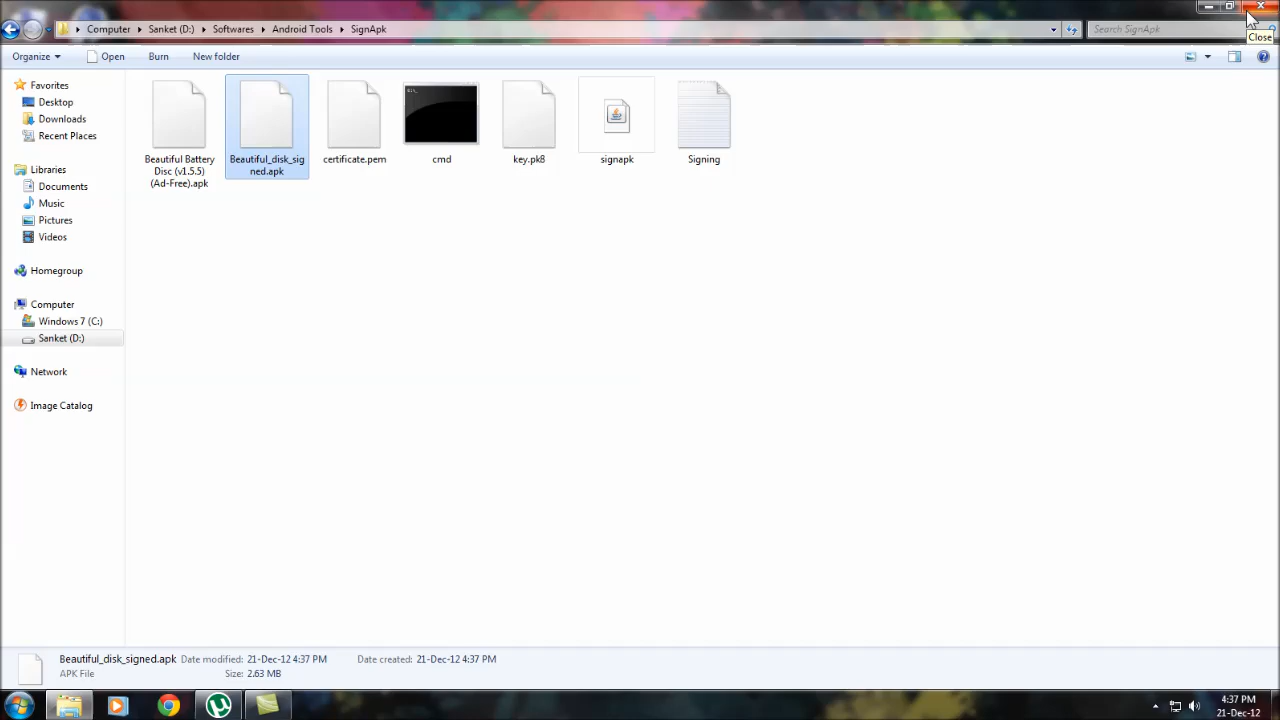 Computer Sanket (D:) Softwares Android Tools SignApk Search SignApk
Close
Organize Open Burn New folder
Favorites
Desktop
Downloads
Recent Places
Libraries
Documents
Music
Pictures
Videos
Homegroup
Computer
Windows 7 (C:)
Sanket (D:)
Network
Image Catalog
Beautiful Battery
Disc (v1.5.5)
(Ad-Free).apk
Beautiful_disk_sig
ned.apk
certificate.pem
C:\_
cmd
key.pk8
signapk
Signing
Beautiful_disk_signed.apk Date modified: 21-Dec-12 4:37 PM Date created: 21-Dec-12 4:37 PM
APK File Size: 2.63 MB
4:37 PM
21-Dec-12